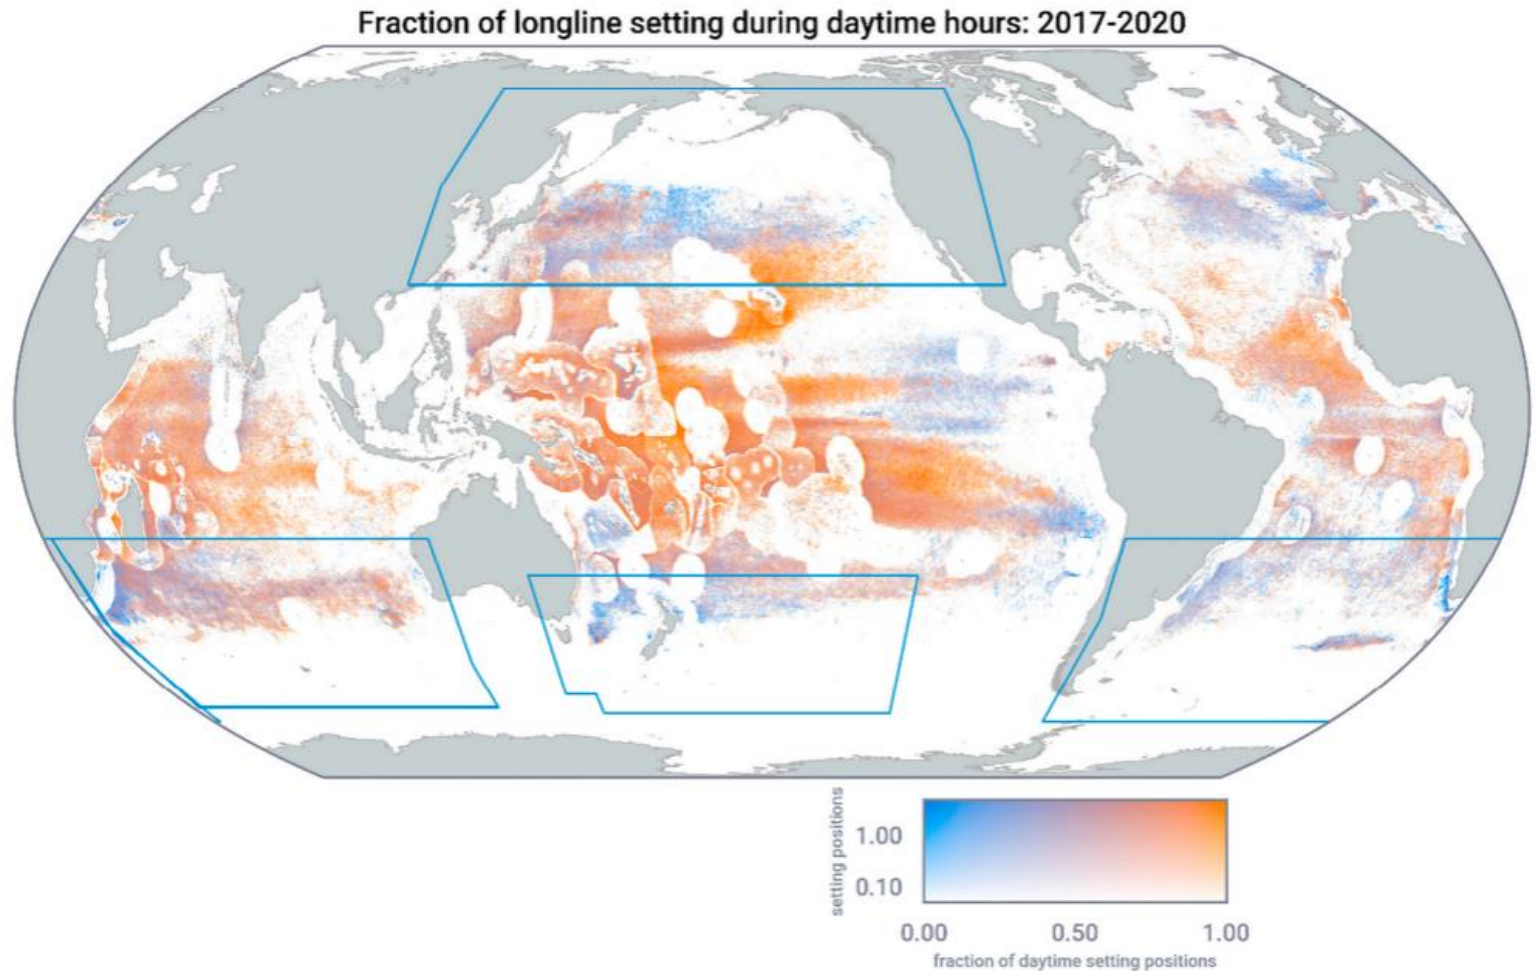 Fraction of longline setting during daytime hours: 2017-2020
setting positions
1.00
0.10
0.00 0.50 1.00
fraction of daytime setting positions